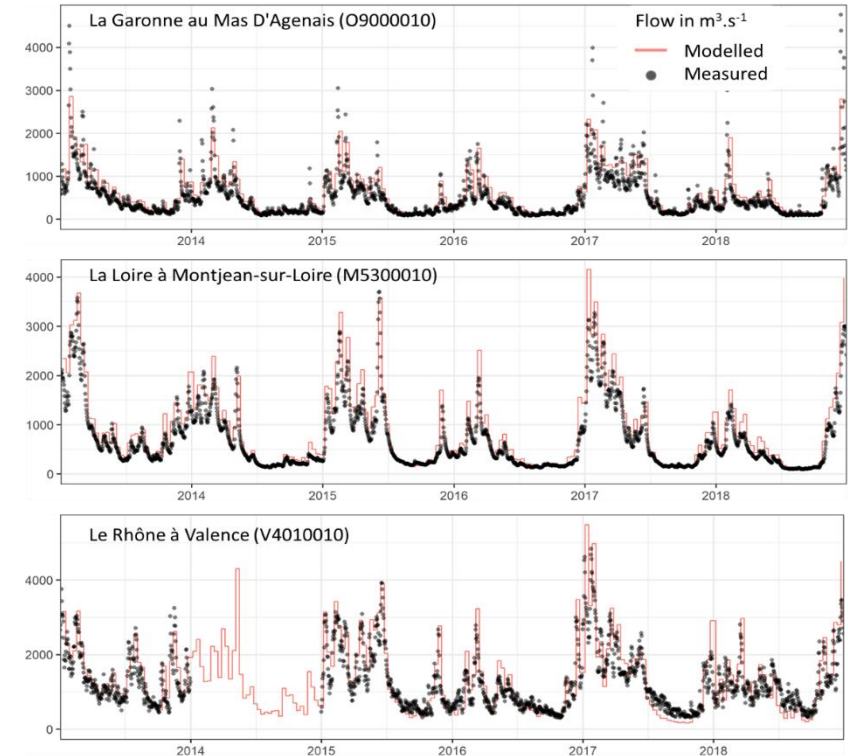 La Garonne au Mas D'Agenais (O9000010)
Flow in m³.s⁻¹
Modelled
Measured
4000
3000
2000
1000
0
2014 2015 2016 2017 2018
La Loire à Montjean-sur-Loire (M5300010)
4000
3000
2000
1000
0
2014 2015 2016 2017 2018
Le Rhône à Valence (V4010010)
4000
2000
0
2014 2015 2016 2017 2018